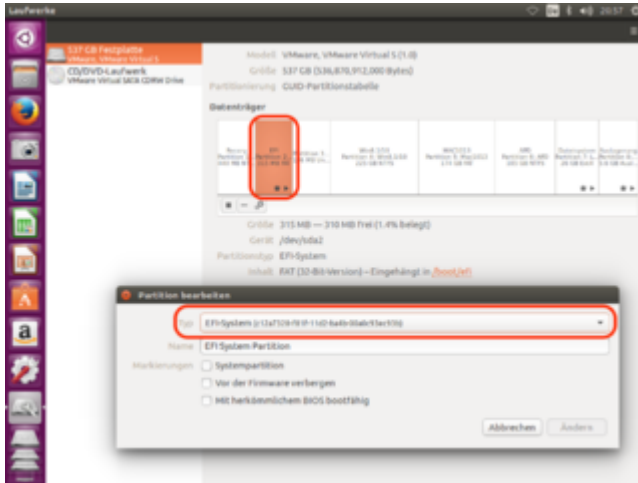 Laufwerke
De
20:57
537 GB Festplatte
VMware, VMware Virtual S
CD/DVD-Laufwerk
VMware Virtual SATA CDRW Drive
Modell VMware, VMware Virtual S (1.0)
Größe 537 GB (536,870,912,000 Bytes)
Partitionierung GUID-Partitionstabelle
Datenträger
EFI
Größe 315 MB — 310 MB frei (1.4% belegt)
Gerät /dev/sda2
Partitionstyp EFI-System
Inhalt FAT (32-Bit-Version) – Eingehängt in /boot/efi
Partition bearbeiten
Typ EFI-System (c12a7328-f81f-11d2-ba4b-00a0c93ec93b)
Name EFI System Partition
Markierungen Systempartition
Vor der Firmware verbergen
Mit herkömmlichem BIOS bootfähig
Abbrechen Ändern